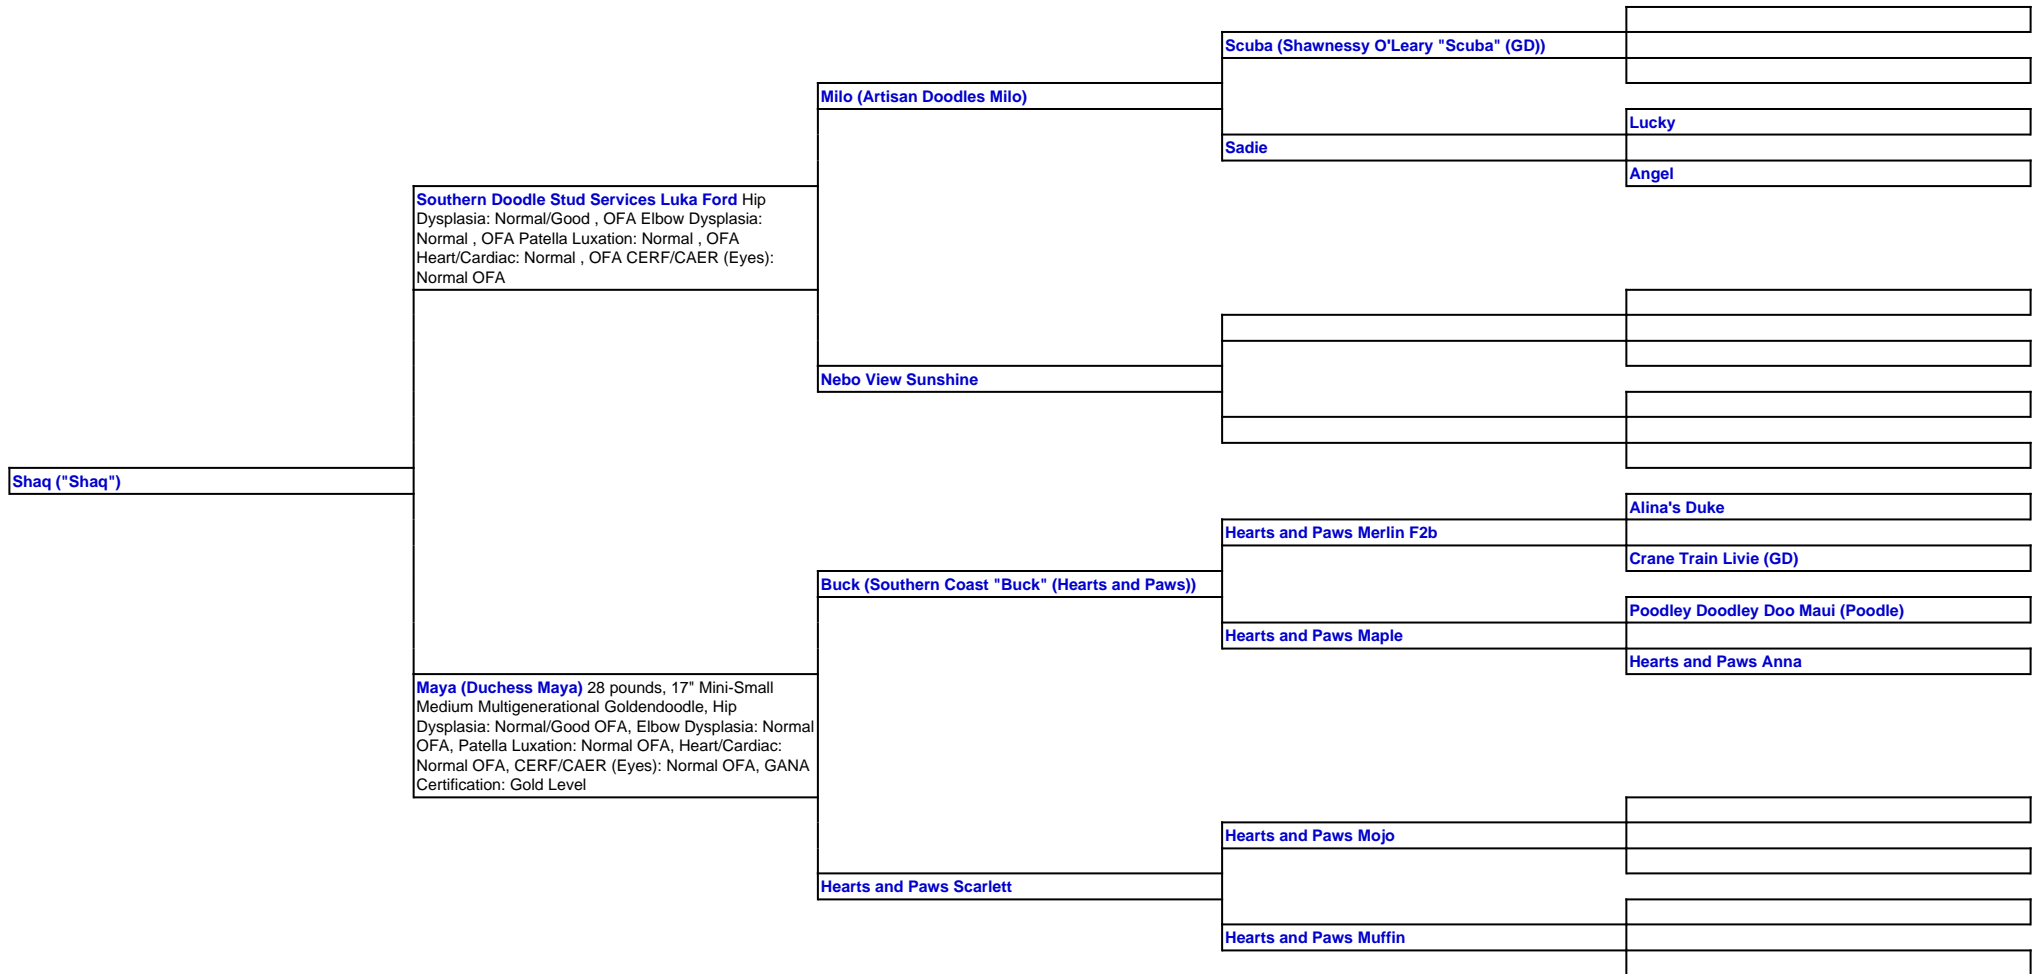 Scuba (Shawnessy O'Leary "Scuba" (GD))
Milo (Artisan Doodles Milo)
Lucky
Sadie
Angel
Southern Doodle Stud Services Luka Ford Hip
Dysplasia: Normal/Good , OFA Elbow Dysplasia:
Normal , OFA Patella Luxation: Normal , OFA
Heart/Cardiac: Normal , OFA CERF/CAER (Eyes):
Normal OFA
Nebo View Sunshine
Shaq ("Shaq")
Alina's Duke
Hearts and Paws Merlin F2b
Crane Train Livie (GD)
Buck (Southern Coast "Buck" (Hearts and Paws))
Poodley Doodley Doo Maui (Poodle)
Hearts and Paws Maple
Hearts and Paws Anna
Maya (Duchess Maya) 28 pounds, 17" Mini-Small
Medium Multigenerational Goldendoodle, Hip
Dysplasia: Normal/Good OFA, Elbow Dysplasia: Normal
OFA, Patella Luxation: Normal OFA, Heart/Cardiac:
Normal OFA, CERF/CAER (Eyes): Normal OFA, GANA
Certification: Gold Level
Hearts and Paws Mojo
Hearts and Paws Scarlett
Hearts and Paws Muffin